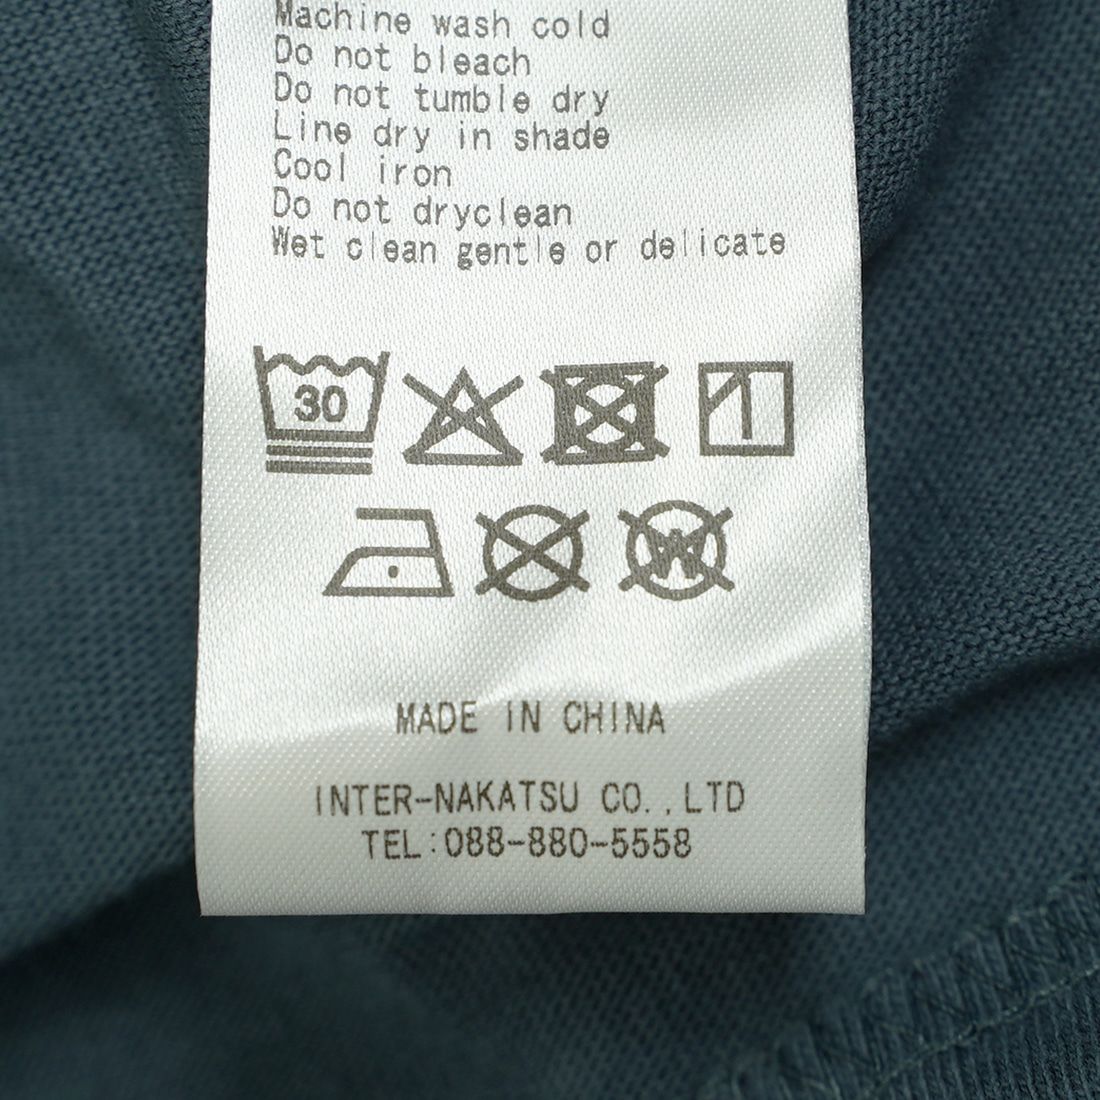 Machine wash cold
Do not bleach
Do not tumble dry
Line dry in shade
Cool iron
Do not dryclean
Wet clean gentle or delicate
30
W
MADE IN CHINA
INTER-NAKATSU CO.,LTD
TEL:088-880-5558